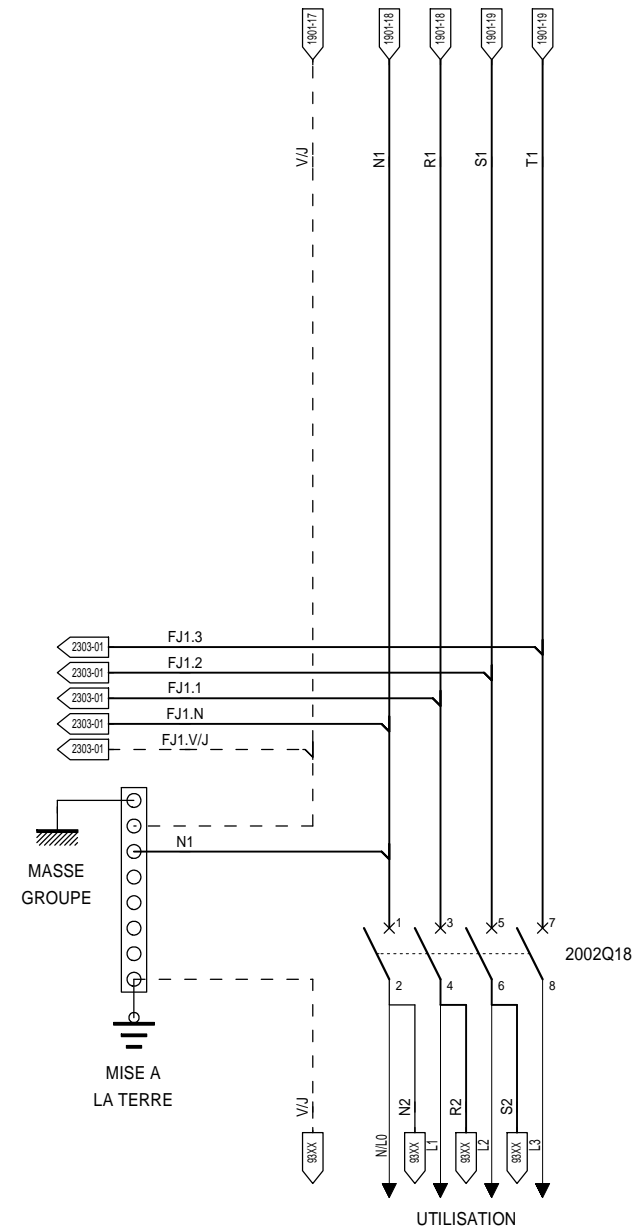 1901-17
1901-18
1901-18
1901-19
1901-19
V/J
N1
R1
S1
T1
FJ1.3
2303-01
FJ1.2
2303-01
FJ1.1
2303-01
FJ1.N
2303-01
FJ1.V/J
2303-01
N1
MASSE
GROUPE
1
3
5
7
2002Q18
2
4
6
8
MISE A
LA TERRE
V/J
N/L0
N2
L1
R2
L2
S2
L3
93XX
93XX
93XX
93XX
UTILISATION